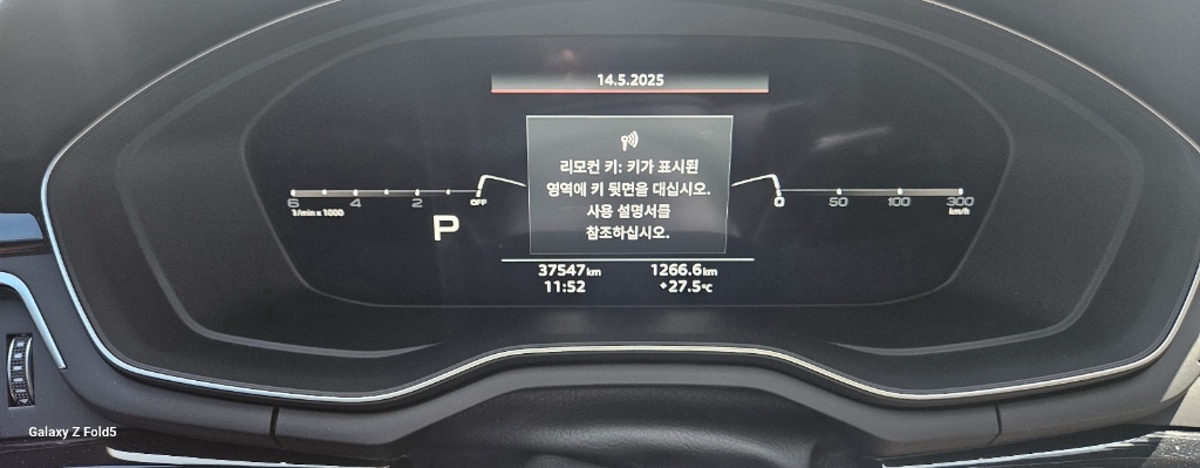 14.5.2025
리모컨 키: 키가 표시된
영역에 키 뒷면을 대십시오.
사용 설명서를
참조하십시오.
6 4 2 OFF
1/min x 1000
P
0 50 100 300
km/h
37547km 1266.6km
11:52 +27.5°C
Galaxy Z Fold5